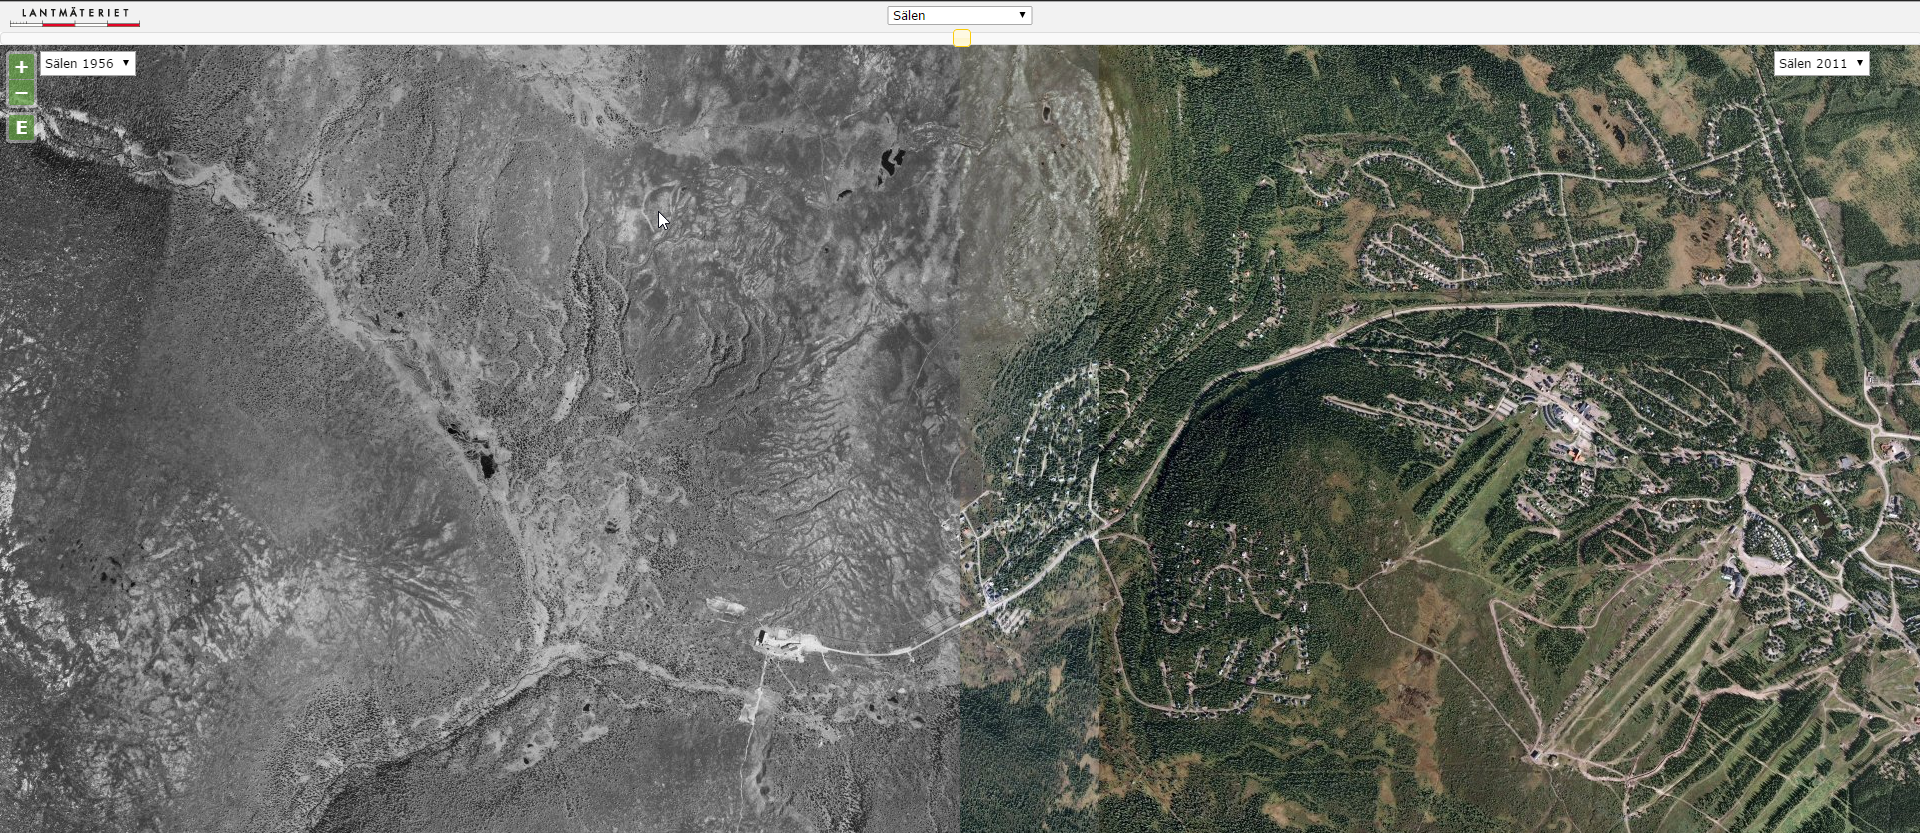 LANTMÄTERIET
Sälen
+
Sälen 1956
Sälen 2011
−
E